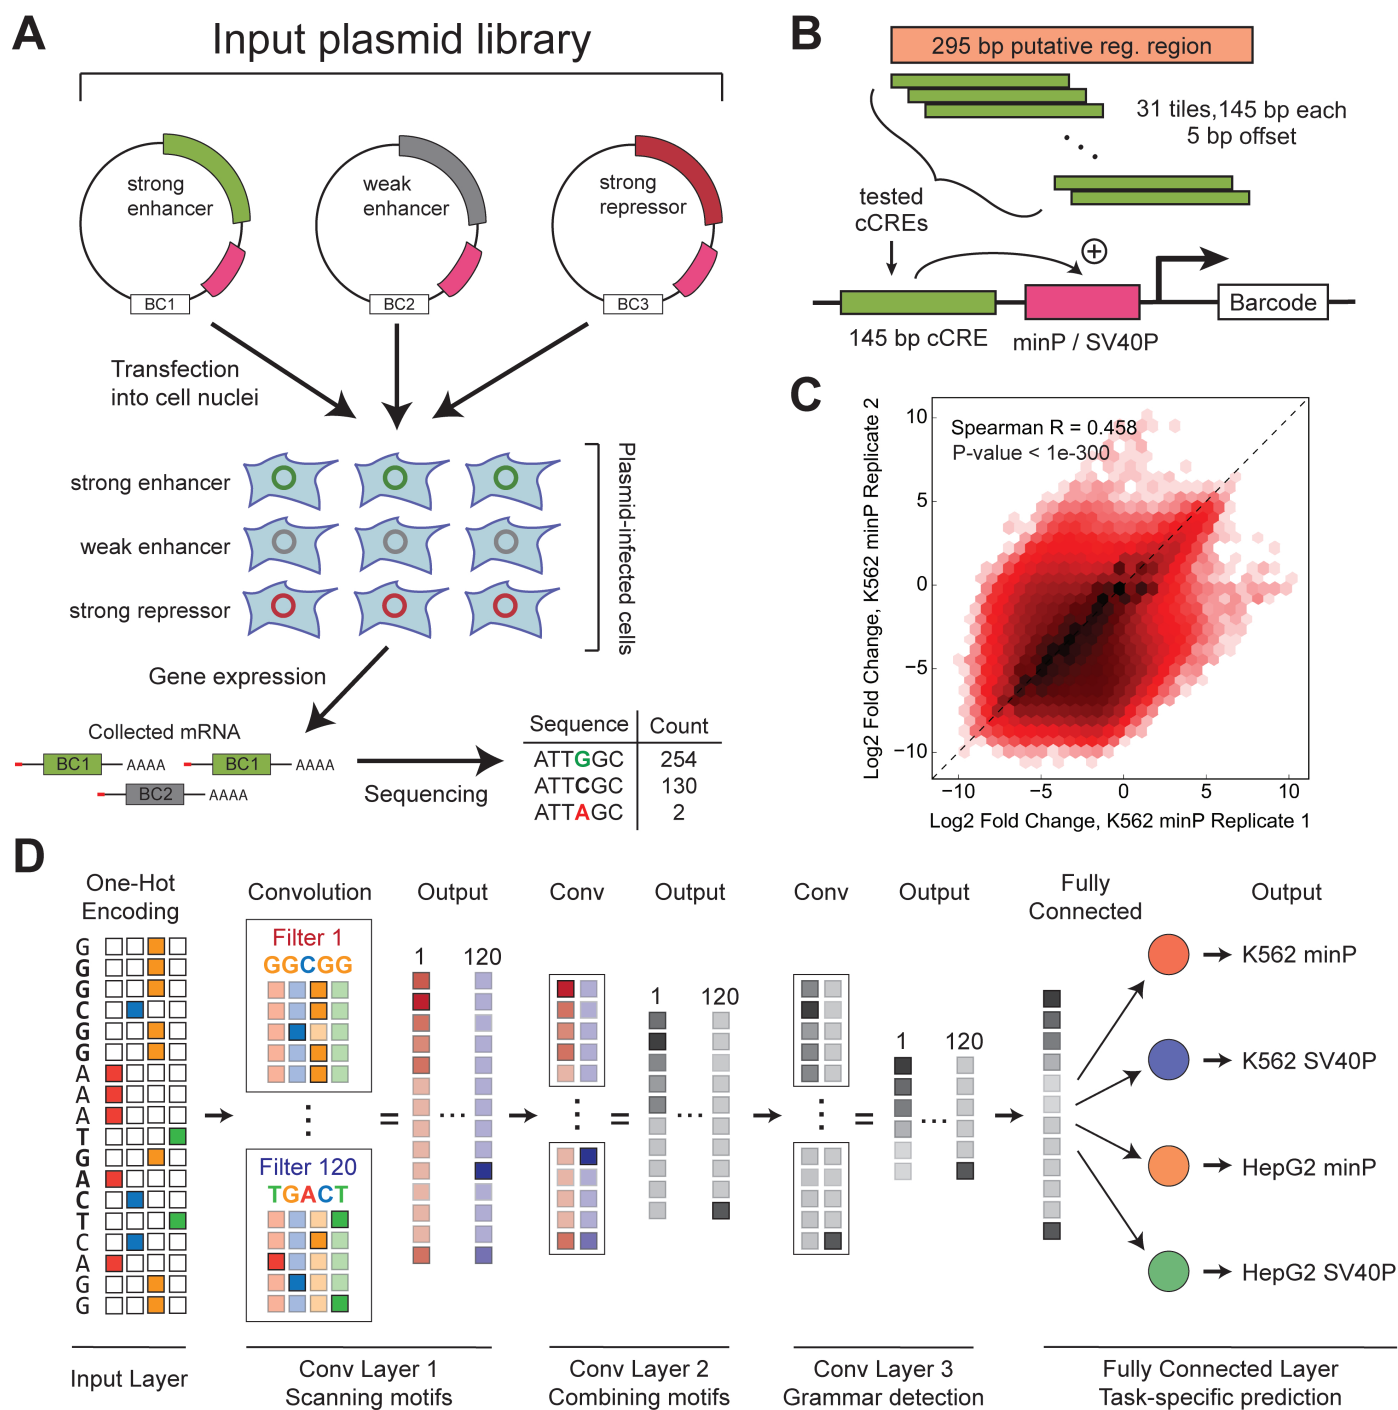 A
Input plasmid library
strong
enhancer
BC1
weak
enhancer
BC2
strong
repressor
BC3
Transfection
into cell nuclei
strong enhancer
weak enhancer
strong repressor
Plasmid-infected cells
Gene expression
Collected mRNA
BC1 AAAA
BC1 AAAA
BC2 AAAA
Sequencing
Sequence Count
ATTGGC 254
ATTCGC 130
ATTAGC 2
B
295 bp putative reg. region
31 tiles,145 bp each
5 bp offset
tested
cCREs
+
Barcode
145 bp cCRE
minP / SV40P
C
Log2 Fold Change, K562 minP Replicate 2
Spearman R = 0.458
P-value < 1e-300
10
5
0
−5
−10
−10 −5 0 5 10
Log2 Fold Change, K562 minP Replicate 1
D
One-Hot
Encoding
G
G
G
C
G
G
A
A
A
T
G
A
C
T
C
A
G
G
Input Layer
Convolution
Filter 1
GGCGG
Filter 120
TGACT
=
Output
1 120
Conv Layer 1
Scanning motifs
Conv
=
Output
1 120
Conv Layer 2
Combining motifs
Conv
=
Output
1 120
Conv Layer 3
Grammar detection
Fully
Connected
Output
K562 minP
K562 SV40P
HepG2 minP
HepG2 SV40P
Fully Connected Layer
Task-specific prediction